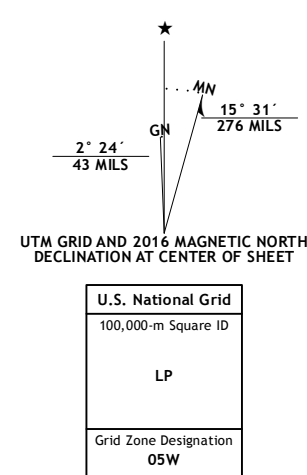 MN
GN
15° 31´
276 MILS
2° 24´
43 MILS
UTM GRID AND 2016 MAGNETIC NORTH
DECLINATION AT CENTER OF SHEET
U.S. National Grid
100,000-m Square ID
LP
Grid Zone Designation
05W